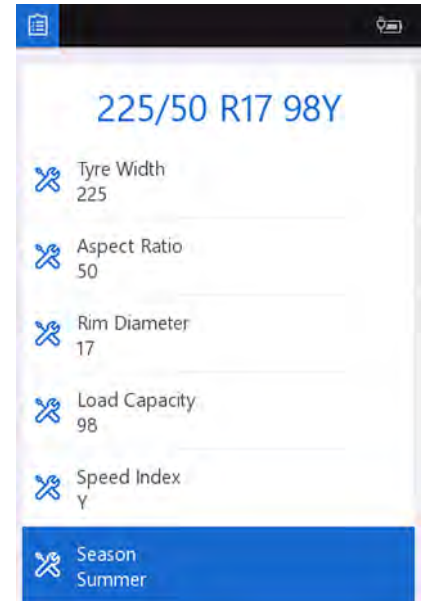 225/50 R17 98Y
Tyre Width
225
Aspect Ratio
50
Rim Diameter
17
Load Capacity
98
Speed Index
Y
Season
Summer